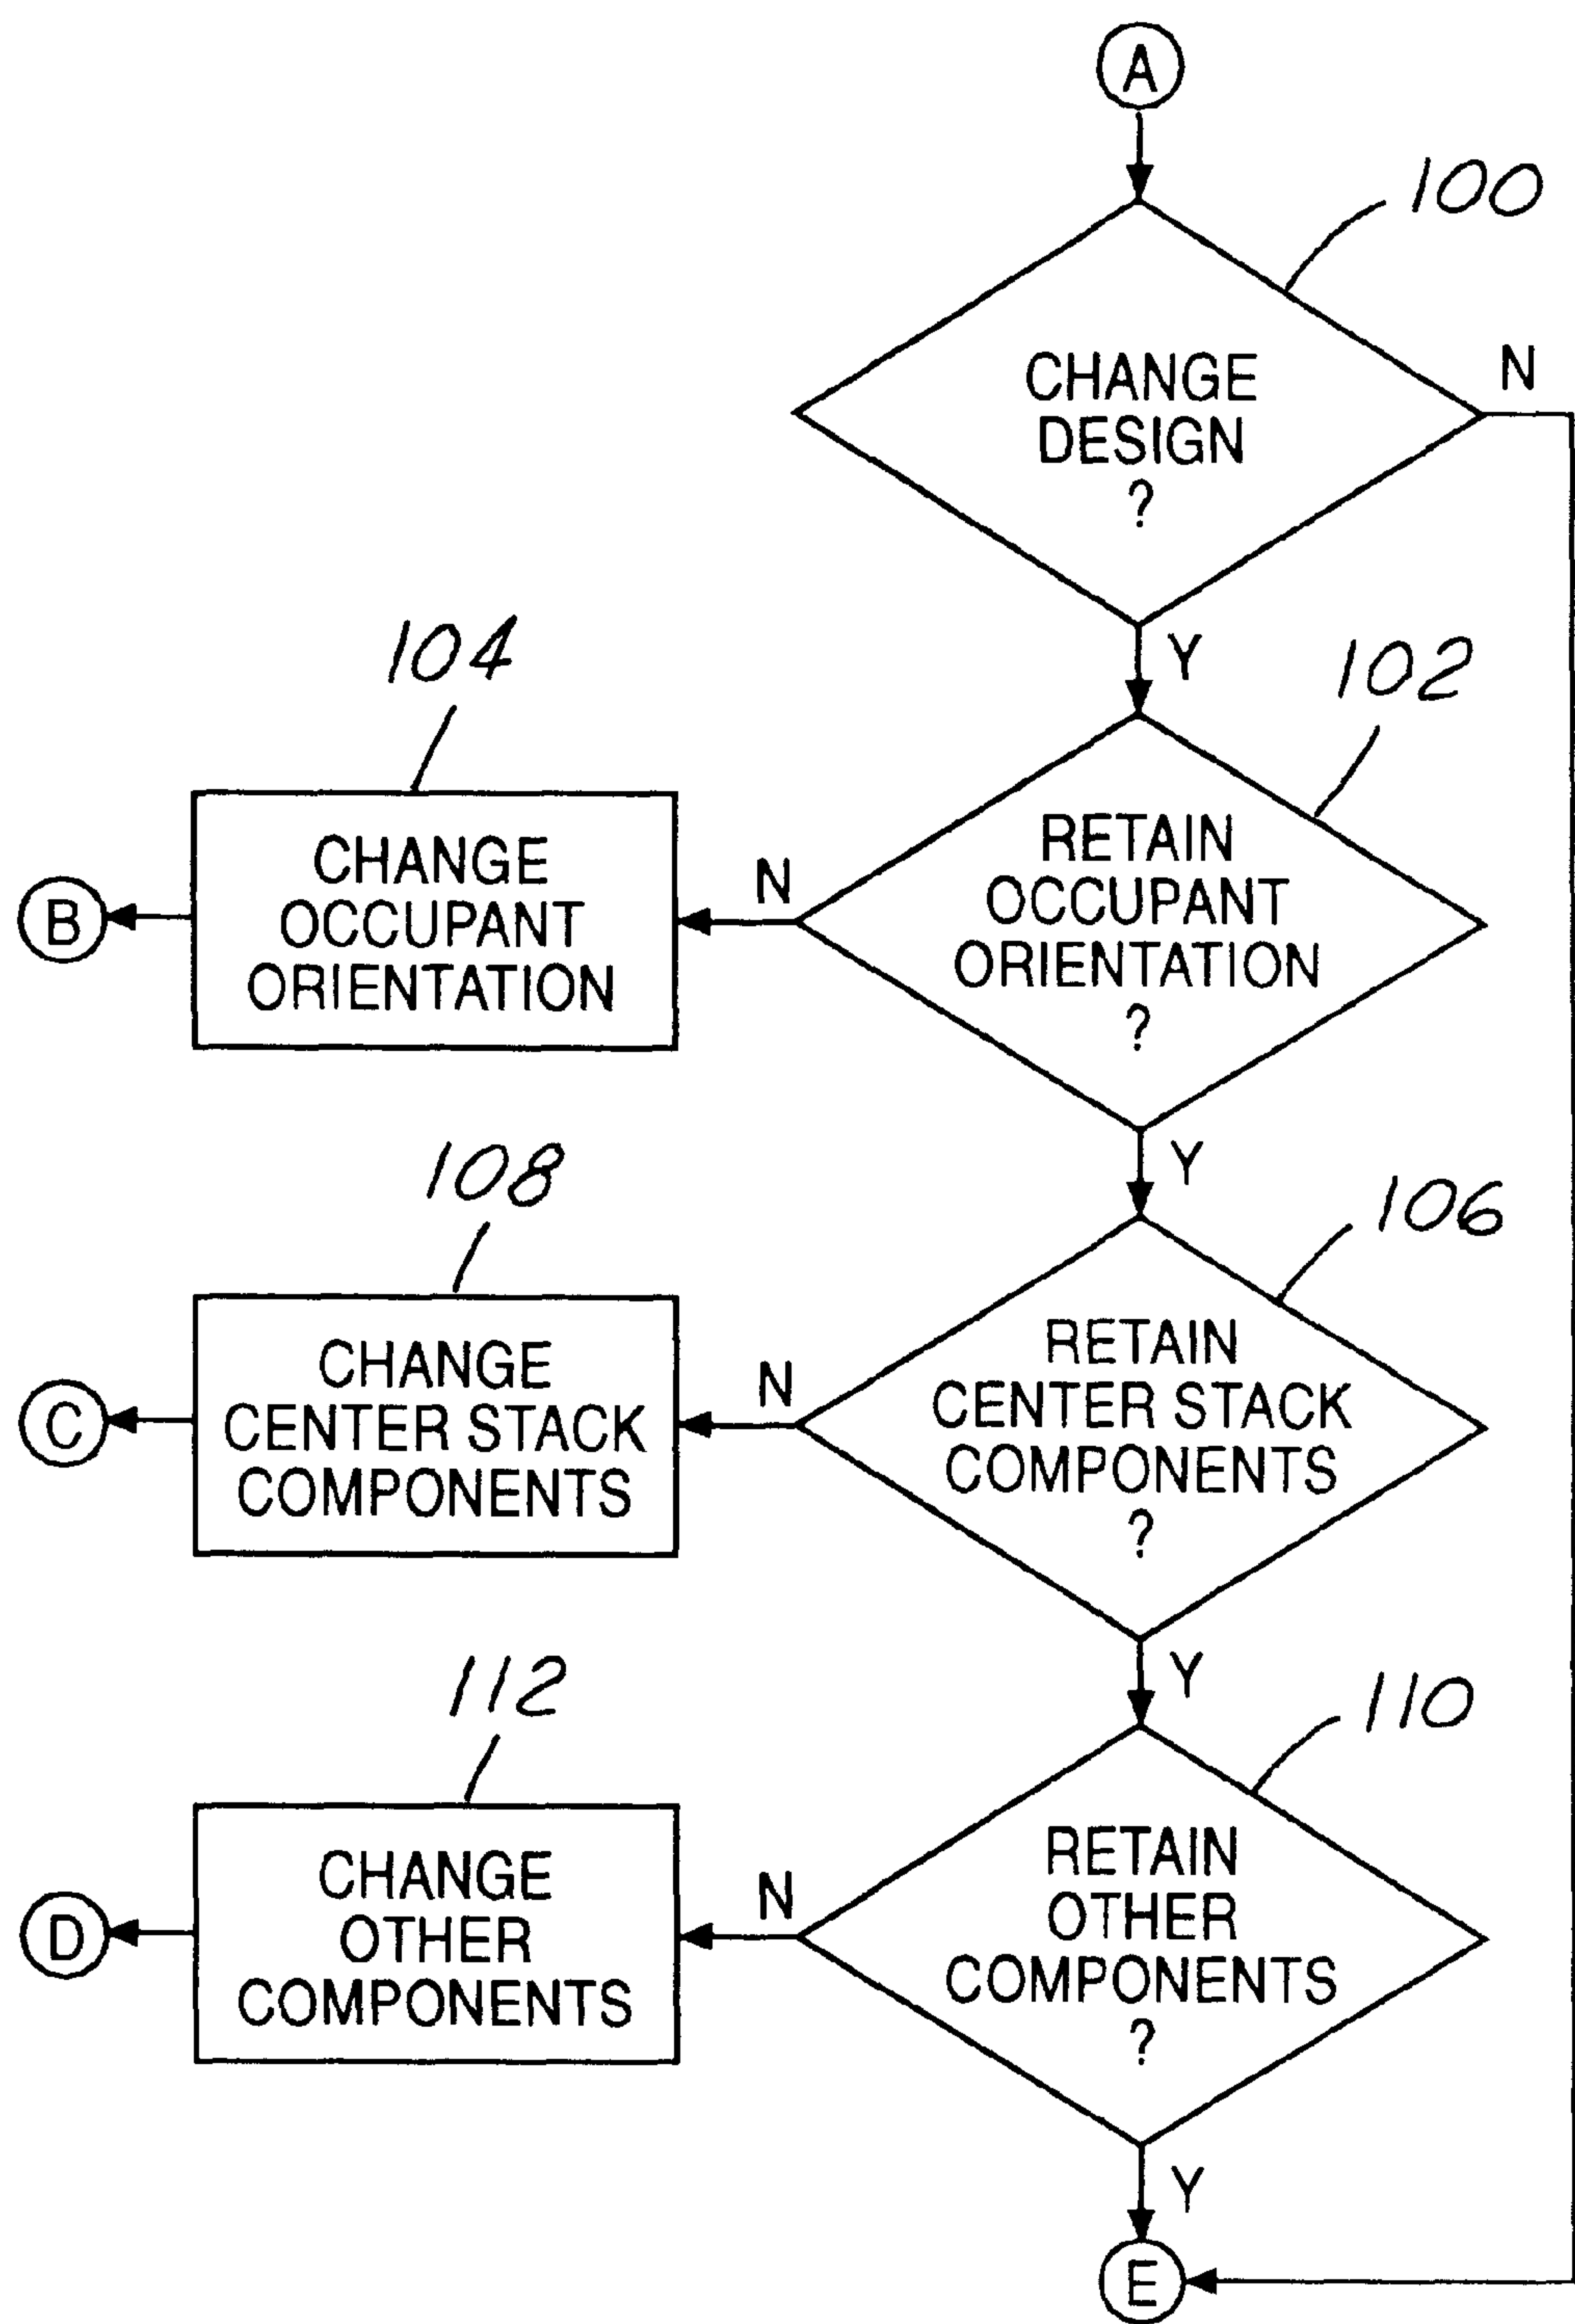 A
100
CHANGE
DESIGN
?
N
Y
104
102
CHANGE
OCCUPANT
ORIENTATION
B
N
RETAIN
OCCUPANT
ORIENTATION
?
Y
108
106
CHANGE
CENTER STACK
COMPONENTS
C
N
RETAIN
CENTER STACK
COMPONENTS
?
Y
112
110
CHANGE
OTHER
COMPONENTS
D
N
RETAIN
OTHER
COMPONENTS
?
Y
E